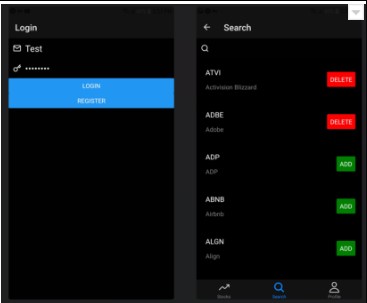 Login
Test
........
LOGIN
REGISTER
Search
ATVI
Activision Blizzard
DELETE
ADBE
Adobe
DELETE
ADP
ADP
ADD
ABNB
Airbnb
ADD
ALGN
Align
ADD
Stocks
Search
Profile